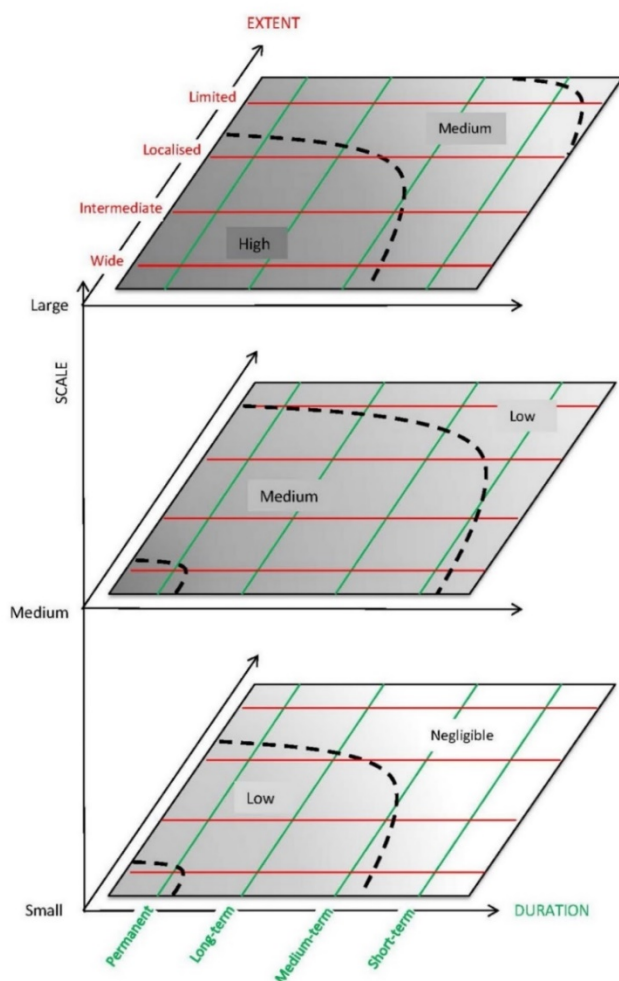 EXTENT
Limited
Medium
Localised
Intermediate
High
Wide
Large
SCALE
Low
Medium
Medium
Negligible
Low
Small
DURATION
Permanent
Long-term
Medium-term
Short-term